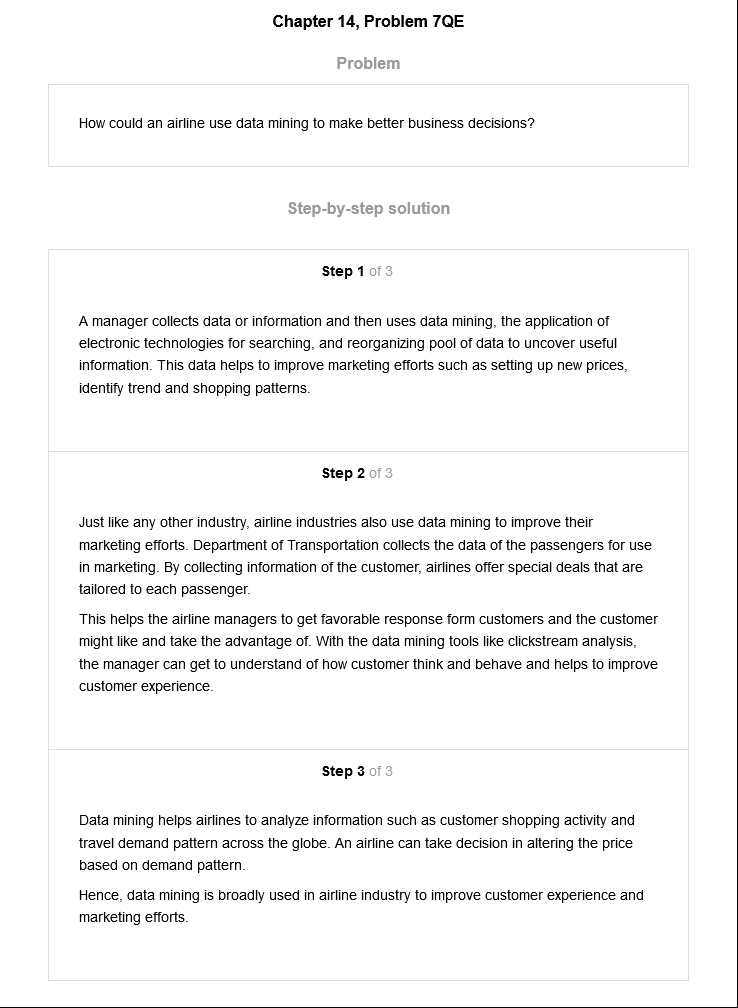 Chapter 14, Problem 7QE
Problem
How could an airline use data mining to make better business decisions?
Step-by-step solution
Step 1 of 3
A manager collects data or information and then uses data mining, the application of
electronic technologies for searching, and reorganizing pool of data to uncover useful
information. This data helps to improve marketing efforts such as setting up new prices,
identify trend and shopping patterns.
Step 2 of 3
Just like any other industry, airline industries also use data mining to improve their
marketing efforts. Department of Transportation collects the data of the passengers for use
in marketing. By collecting information of the customer, airlines offer special deals that are
tailored to each passenger.
This helps the airline managers to get favorable response form customers and the customer
might like and take the advantage of. With the data mining tools like clickstream analysis,
the manager can get to understand of how customer think and behave and helps to improve
customer experience.
Step 3 of 3
Data mining helps airlines to analyze information such as customer shopping activity and
travel demand pattern across the globe. An airline can take decision in altering the price
based on demand pattern.
Hence, data mining is broadly used in airline industry to improve customer experience and
marketing efforts.